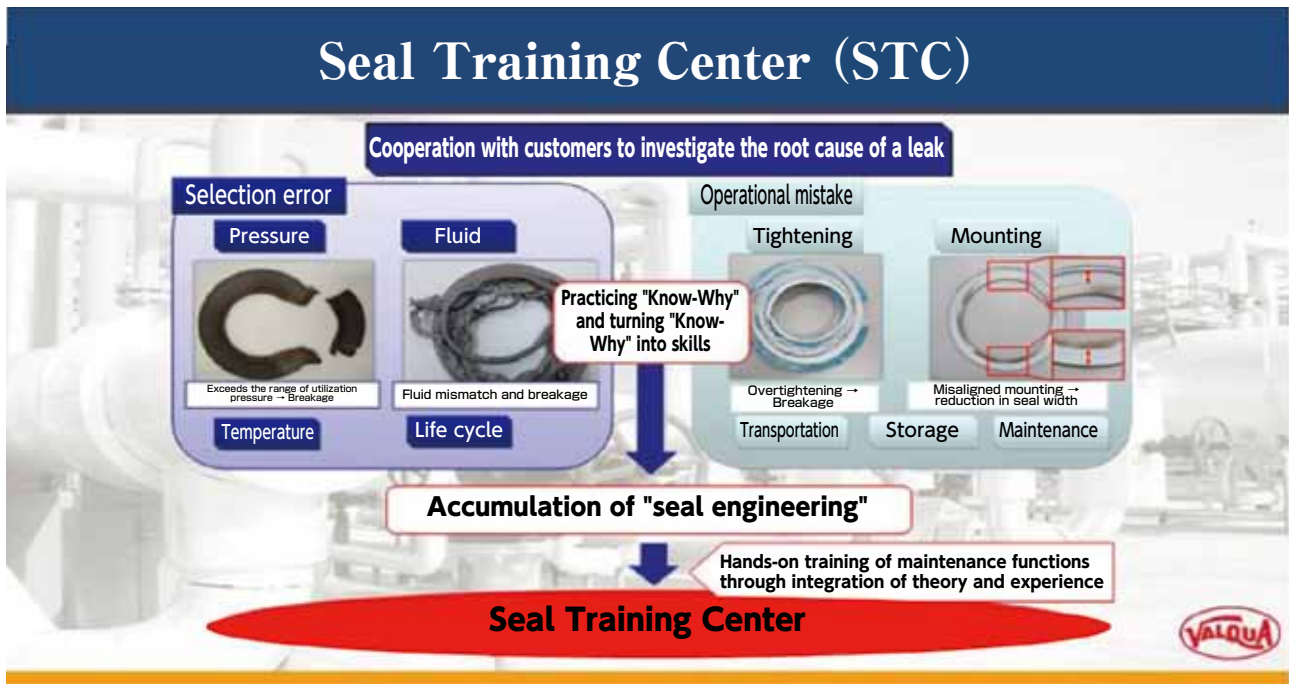 Seal Training Center (STC)
Cooperation with customers to investigate the root cause of a leak
Selection error
Pressure
Fluid
Exceeds the range of utilization
pressure → Breakage
Fluid mismatch and breakage
Temperature
Life cycle
Practicing "Know-Why"
and turning "Know-
Why" into skills
Operational mistake
Tightening
Mounting
Overtightening →
Breakage
Misaligned mounting →
reduction in seal width
Transportation
Storage
Maintenance
Accumulation of "seal engineering"
Hands-on training of maintenance functions
through integration of theory and experience
Seal Training Center
VALQUA